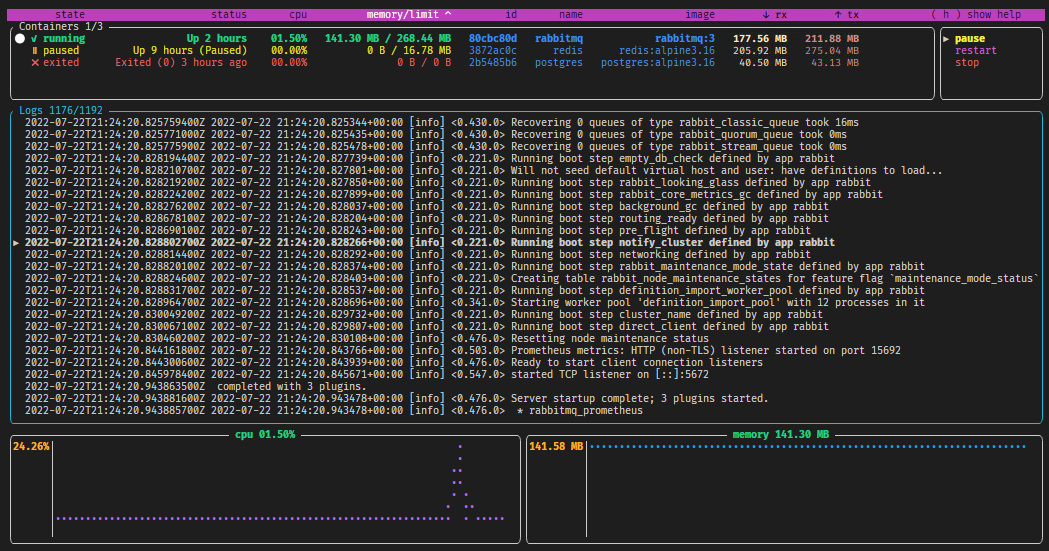 state status cpu memory/limit ^ id name image ↓ rx ↑ tx ( h ) show help
Containers 1/3
✓ running Up 2 hours 01.50% 141.30 MB / 268.44 MB 80cbc80d rabbitmq rabbitmq:3 177.56 MB 211.88 MB
▶ pause
॥ paused Up 9 hours (Paused) 00.00% 0 B / 16.78 MB 3872ac0c redis redis:alpine3.16 205.92 MB 275.04 MB
restart
✕ exited Exited (0) 3 hours ago 00.00% 0 B / 0 B 2b5485b6 postgres postgres:alpine3.16 40.50 MB 43.13 MB
stop
Logs 1176/1192
2022-07-22T21:24:20.825759400Z 2022-07-22 21:24:20.825344+00:00 [info] <0.430.0> Recovering 0 queues of type rabbit_classic_queue took 16ms
2022-07-22T21:24:20.825771000Z 2022-07-22 21:24:20.825435+00:00 [info] <0.430.0> Recovering 0 queues of type rabbit_quorum_queue took 0ms
2022-07-22T21:24:20.825775900Z 2022-07-22 21:24:20.825478+00:00 [info] <0.430.0> Recovering 0 queues of type rabbit_stream_queue took 0ms
2022-07-22T21:24:20.828194400Z 2022-07-22 21:24:20.827739+00:00 [info] <0.221.0> Running boot step empty_db_check defined by app rabbit
2022-07-22T21:24:20.828210700Z 2022-07-22 21:24:20.827801+00:00 [info] <0.221.0> Will not seed default virtual host and user: have definitions to load...
2022-07-22T21:24:20.828219200Z 2022-07-22 21:24:20.827850+00:00 [info] <0.221.0> Running boot step rabbit_looking_glass defined by app rabbit
2022-07-22T21:24:20.828224200Z 2022-07-22 21:24:20.827899+00:00 [info] <0.221.0> Running boot step rabbit_core_metrics_gc defined by app rabbit
2022-07-22T21:24:20.828276200Z 2022-07-22 21:24:20.828037+00:00 [info] <0.221.0> Running boot step background_gc defined by app rabbit
2022-07-22T21:24:20.828678100Z 2022-07-22 21:24:20.828204+00:00 [info] <0.221.0> Running boot step routing_ready defined by app rabbit
2022-07-22T21:24:20.828690100Z 2022-07-22 21:24:20.828243+00:00 [info] <0.221.0> Running boot step pre_flight defined by app rabbit
▶ 2022-07-22T21:24:20.828802700Z 2022-07-22 21:24:20.828266+00:00 [info] <0.221.0> Running boot step notify_cluster defined by app rabbit
2022-07-22T21:24:20.828814400Z 2022-07-22 21:24:20.828292+00:00 [info] <0.221.0> Running boot step networking defined by app rabbit
2022-07-22T21:24:20.828820100Z 2022-07-22 21:24:20.828374+00:00 [info] <0.221.0> Running boot step rabbit_maintenance_mode_state defined by app rabbit
2022-07-22T21:24:20.828824600Z 2022-07-22 21:24:20.828403+00:00 [info] <0.221.0> Creating table rabbit_node_maintenance_states for feature flag `maintenance_mode_status`
2022-07-22T21:24:20.828831700Z 2022-07-22 21:24:20.828537+00:00 [info] <0.221.0> Running boot step definition_import_worker_pool defined by app rabbit
2022-07-22T21:24:20.828964700Z 2022-07-22 21:24:20.828696+00:00 [info] <0.341.0> Starting worker pool 'definition_import_pool' with 12 processes in it
2022-07-22T21:24:20.830049200Z 2022-07-22 21:24:20.829732+00:00 [info] <0.221.0> Running boot step cluster_name defined by app rabbit
2022-07-22T21:24:20.830067100Z 2022-07-22 21:24:20.829807+00:00 [info] <0.221.0> Running boot step direct_client defined by app rabbit
2022-07-22T21:24:20.830460200Z 2022-07-22 21:24:20.830108+00:00 [info] <0.476.0> Resetting node maintenance status
2022-07-22T21:24:20.844161800Z 2022-07-22 21:24:20.843766+00:00 [info] <0.503.0> Prometheus metrics: HTTP (non-TLS) listener started on port 15692
2022-07-22T21:24:20.844300600Z 2022-07-22 21:24:20.843939+00:00 [info] <0.476.0> Ready to start client connection listeners
2022-07-22T21:24:20.845978400Z 2022-07-22 21:24:20.845671+00:00 [info] <0.547.0> started TCP listener on [::]:5672
2022-07-22T21:24:20.943863500Z completed with 3 plugins.
2022-07-22T21:24:20.943881600Z 2022-07-22 21:24:20.943478+00:00 [info] <0.476.0> Server startup complete; 3 plugins started.
2022-07-22T21:24:20.943885700Z 2022-07-22 21:24:20.943478+00:00 [info] <0.476.0> * rabbitmq_prometheus
cpu 01.50%
24.26%
memory 141.30 MB
141.58 MB